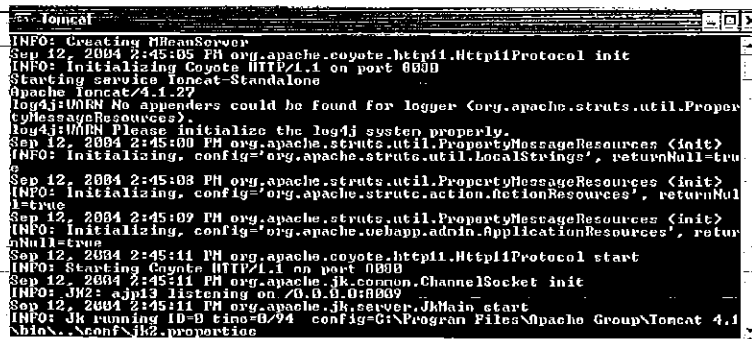 Tomcat
INFO: Creating MBeanServer
Sep 12, 2004 2:45:05 PM org.apache.coyote.http11.Http11Protocol init
INFO: Initializing Coyote HTTP/1.1 on port 8080
Starting service Tomcat-Standalone
Apache Tomcat/4.1.27
log4j:WARN No appenders could be found for logger (org.apache.struts.util.Proper
tyMessageResources).
log4j:WARN Please initialize the log4j system properly.
Sep 12, 2004 2:45:08 PM org.apache.struts.util.PropertyMessageResources <init>
INFO: Initializing, config='org.apache.struts.util.LocalStrings', returnNull=tru
e
Sep 12, 2004 2:45:08 PM org.apache.struts.util.PropertyMessageResources <init>
INFO: Initializing, config='org.apache.struts.action.ActionResources', returnNul
l=true
Sep 12, 2004 2:45:09 PM org.apache.struts.util.PropertyMessageResources <init>
INFO: Initializing, config='org.apache.webapp.admin.ApplicationResources', retur
nNull=true
Sep 12, 2004 2:45:11 PM org.apache.coyote.http11.Http11Protocol start
INFO: Starting Coyote HTTP/1.1 on port 8080
Sep 12, 2004 2:45:11 PM org.apache.jk.common.ChannelSocket init
INFO: JK2: ajp13 listening on /0.0.0.0:8009
Sep 12, 2004 2:45:11 PM org.apache.jk.server.JkMain start
INFO: Jk running ID=0 time=0/94  config=C:\Program Files\Apache Group\Tomcat 4.1
\bin\..\conf\jk2.properties